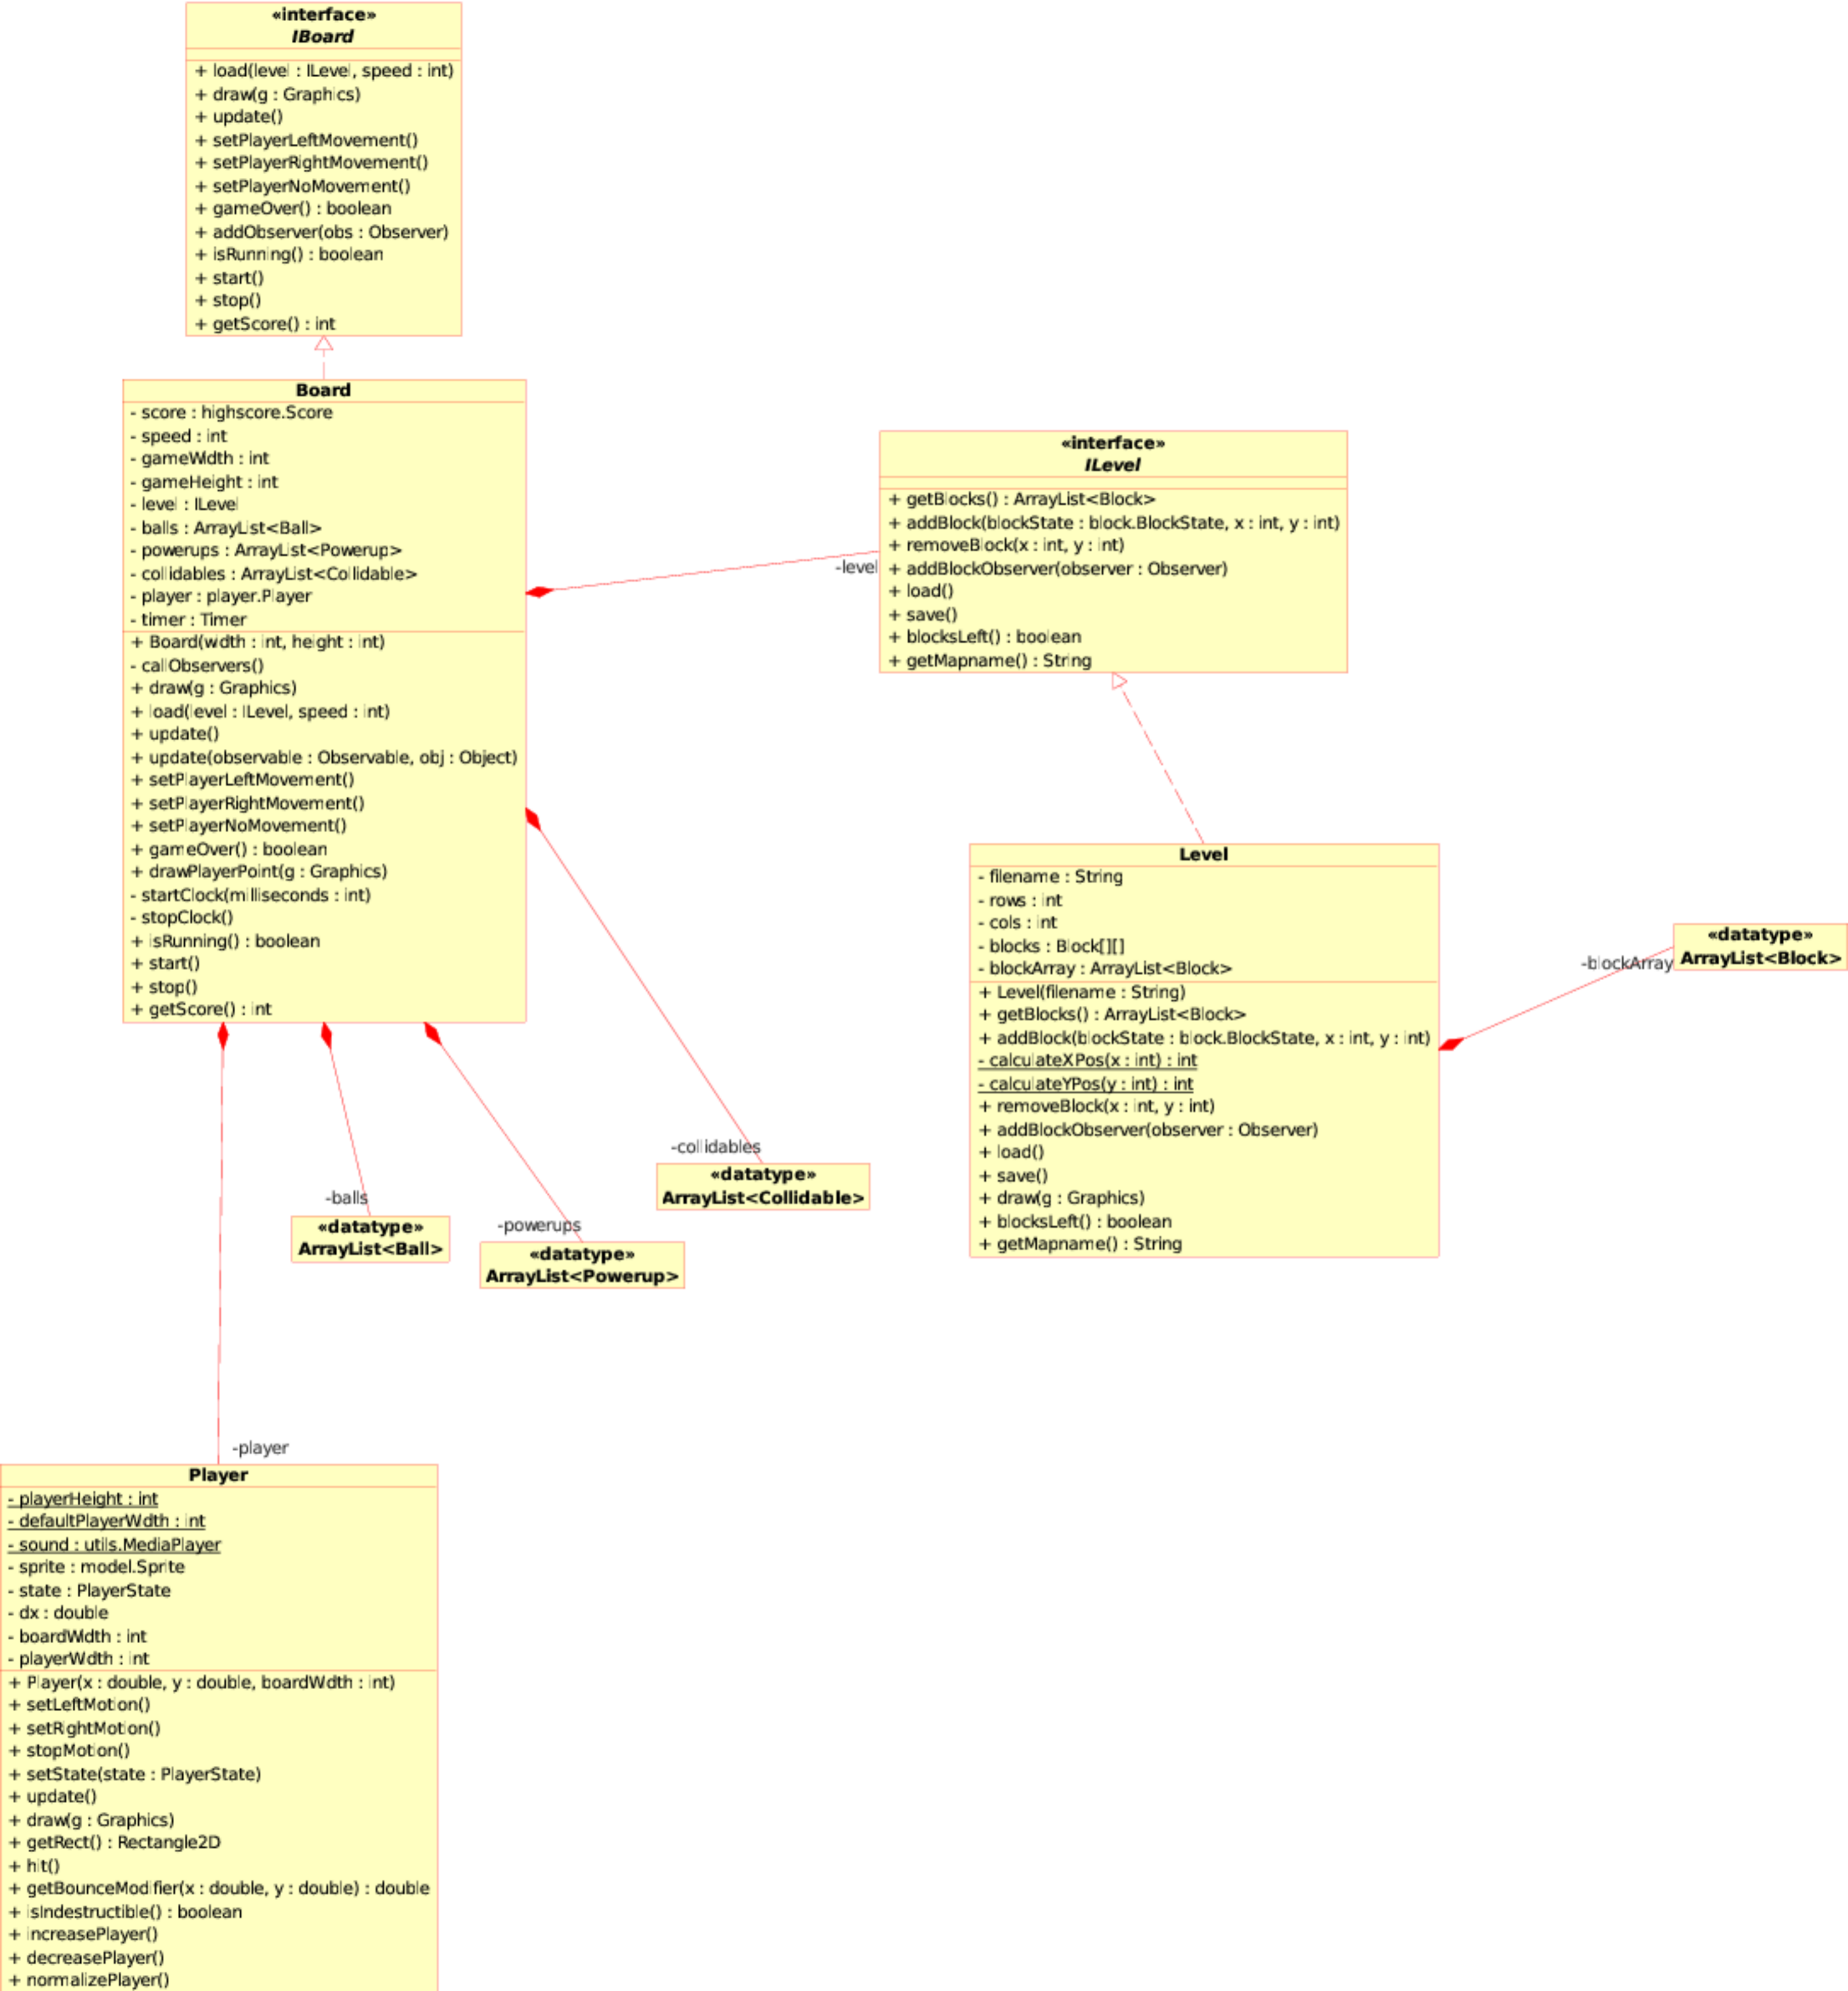 «interface»
IBoard
+ load(level : ILevel, speed : int)
+ draw(g : Graphics)
+ update()
+ setPlayerLeftMovement()
+ setPlayerRightMovement()
+ setPlayerNoMovement()
+ gameOver() : boolean
+ addObserver(obs : Observer)
+ isRunning() : boolean
+ start()
+ stop()
+ getScore() : int
Board
- score : highscore.Score
- speed : int
- gameWidth : int
- gameHeight : int
- level : ILevel
- balls : ArrayList<Ball>
- powerups : ArrayList<Powerup>
- collidables : ArrayList<Collidable>
- player : player.Player
- timer : Timer
+ Board(width : int, height : int)
- callObservers()
+ draw(g : Graphics)
+ load(level : ILevel, speed : int)
+ update()
+ update(observable : Observable, obj : Object)
+ setPlayerLeftMovement()
+ setPlayerRightMovement()
+ setPlayerNoMovement()
+ gameOver() : boolean
+ drawPlayerPoint(g : Graphics)
- startClock(milliseconds : int)
- stopClock()
+ isRunning() : boolean
+ start()
+ stop()
+ getScore() : int
-level
«interface»
ILevel
+ getBlocks() : ArrayList<Block>
+ addBlock(blockState : block.BlockState, x : int, y : int)
+ removeBlock(x : int, y : int)
+ addBlockObserver(observer : Observer)
+ load()
+ save()
+ blocksLeft() : boolean
+ getMapname() : String
Level
- filename : String
- rows : int
- cols : int
- blocks : Block[][]
- blockArray : ArrayList<Block>
+ Level(filename : String)
+ getBlocks() : ArrayList<Block>
+ addBlock(blockState : block.BlockState, x : int, y : int)
- calculateXPos(x : int) : int
- calculateYPos(y : int) : int
+ removeBlock(x : int, y : int)
+ addBlockObserver(observer : Observer)
+ load()
+ save()
+ draw(g : Graphics)
+ blocksLeft() : boolean
+ getMapname() : String
-blockArray
«datatype»
ArrayList<Block>
-collidables
«datatype»
ArrayList<Collidable>
-balls
«datatype»
ArrayList<Ball>
-powerups
«datatype»
ArrayList<Powerup>
-player
Player
- playerHeight : int
- defaultPlayerWidth : int
- sound : utils.MediaPlayer
- sprite : model.Sprite
- state : PlayerState
- dx : double
- boardWidth : int
- playerWidth : int
+ Player(x : double, y : double, boardWidth : int)
+ setLeftMotion()
+ setRightMotion()
+ stopMotion()
+ setState(state : PlayerState)
+ update()
+ draw(g : Graphics)
+ getRect() : Rectangle2D
+ hit()
+ getBounceModifier(x : double, y : double) : double
+ isIndestructible() : boolean
+ increasePlayer()
+ decreasePlayer()
+ normalizePlayer()